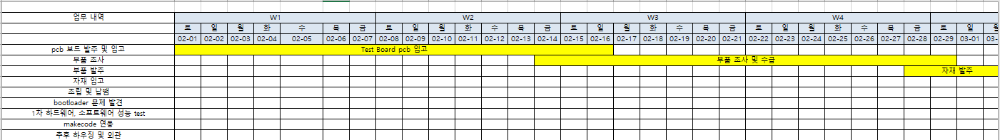 업무 내역 W1 W2 W3 W4
토 일 월 화 수 목 금 토 일 월 화 수 목 금 토 일 월 화 수 목 금 토 일 월 화 수 목 금 토 일 월
02-01 02-02 02-03 02-04 02-05 02-06 02-07 02-08 02-09 02-10 02-11 02-12 02-13 02-14 02-15 02-16 02-17 02-18 02-19 02-20 02-21 02-22 02-23 02-24 02-25 02-26 02-27 02-28 02-29 03-01 03-
pcb 보드 발주 및 입고 Test Board pcb 입고
부품 조사 부품 조사 및 수급
부품 발주 자재 발주
자재 입고
조립 및 납땜
bootloader 문제 발견
1차 하드웨어, 소프트웨어 성능 test
makecode 연동
추후 하우징 및 외관